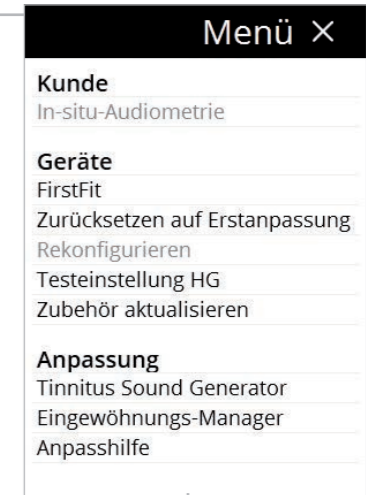 Menü ×
Kunde
In-situ-Audiometrie
Geräte
FirstFit
Zurücksetzen auf Erstanpassung
Rekonfigurieren
Testeinstellung HG
Zubehör aktualisieren
Anpassung
Tinnitus Sound Generator
Eingewöhnungs-Manager
Anpasshilfe